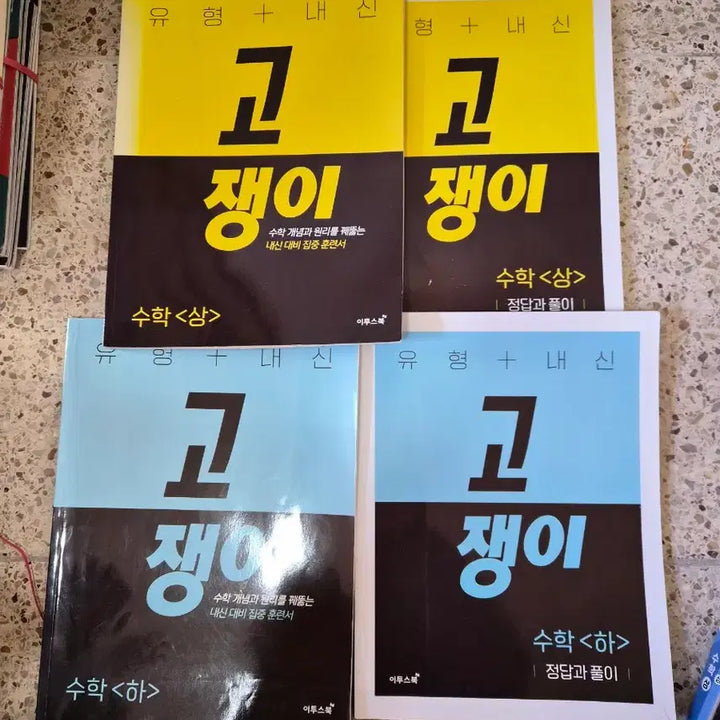 유형+내신
고
쟁이
수학 개념과 원리를 꿰뚫는
내신 대비 집중 훈련서
수학 <상>
이투스북
형+내신
고
쟁이
수학 <상>
정답과 풀이
유형+내신
고
쟁이
수학 개념과 원리를 꿰뚫는
내신 대비 집중 훈련서
수학 <하>
이투스북
유형+내신
고
쟁이
수학 <하>
정답과 풀이
이투스북